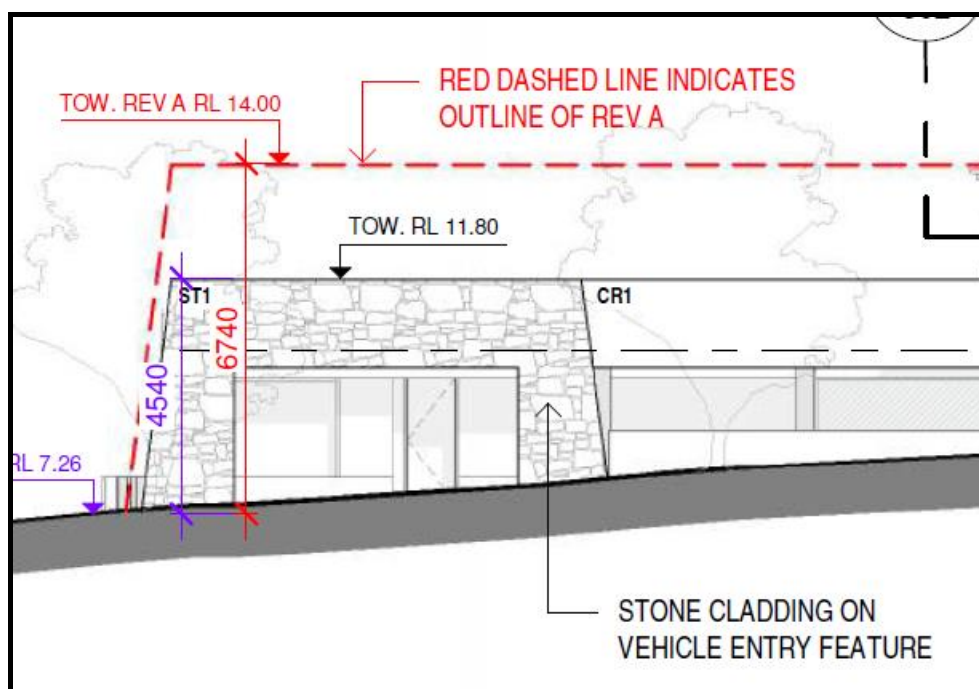 RED DASHED LINE INDICATES
OUTLINE OF REV A
TOW. REV A RL 14.00
TOW. RL 11.80
ST1
CR1
6740
4540
RL 7.26
STONE CLADDING ON
VEHICLE ENTRY FEATURE